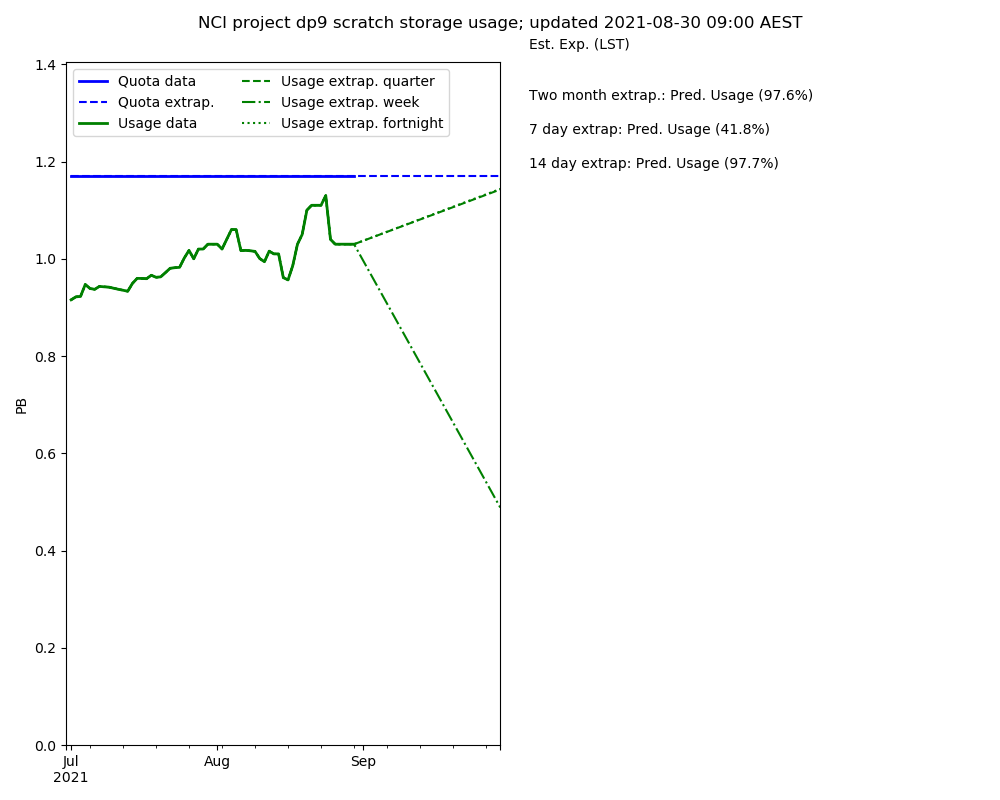 NCI project dp9 scratch storage usage; updated 2021-08-30 09:00 AEST
Est. Exp. (LST)
Two month extrap.: Pred. Usage (97.6%)
7 day extrap: Pred. Usage (41.8%)
14 day extrap: Pred. Usage (97.7%)
Quota data
Quota extrap.
Usage data
Usage extrap. quarter
Usage extrap. week
Usage extrap. fortnight
1.4
1.2
1.0
0.8
0.6
0.4
0.2
0.0
PB
Jul
2021
Aug
Sep